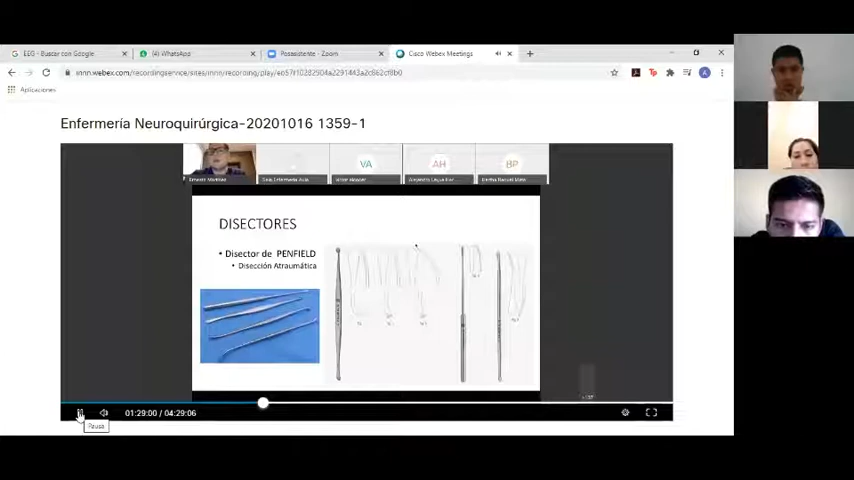 EEG - Buscar con Google
(4) WhatsApp
Posasistente - Zoom
Cisco Webex Meetings
Aplicaciones
Enfermería Neuroquirúrgica-20201016 1359-1
VA
AH
BP
DISECTORES
• Disector de PENFIELD
• Disección Atraumática
01:29:00 / 04:29:06
Pausa